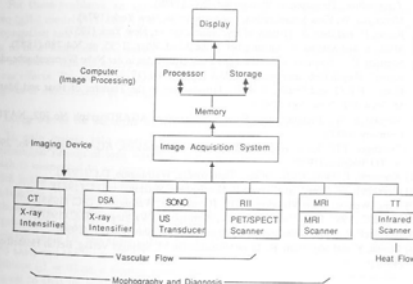 Display
Computer
(Image Processing)
Processor Storage
Memory
Imaging Device
Image Acquisition System
CT
X-ray
Intensifier
DSA
X-ray
Intensifier
SONO
US
Transducer
RII
PET/SPECT
Scanner
MRI
MRI
Scanner
TT
Infrared
Scanner
Vascular Flow
Heat Flow
Mophography and Diagnosis